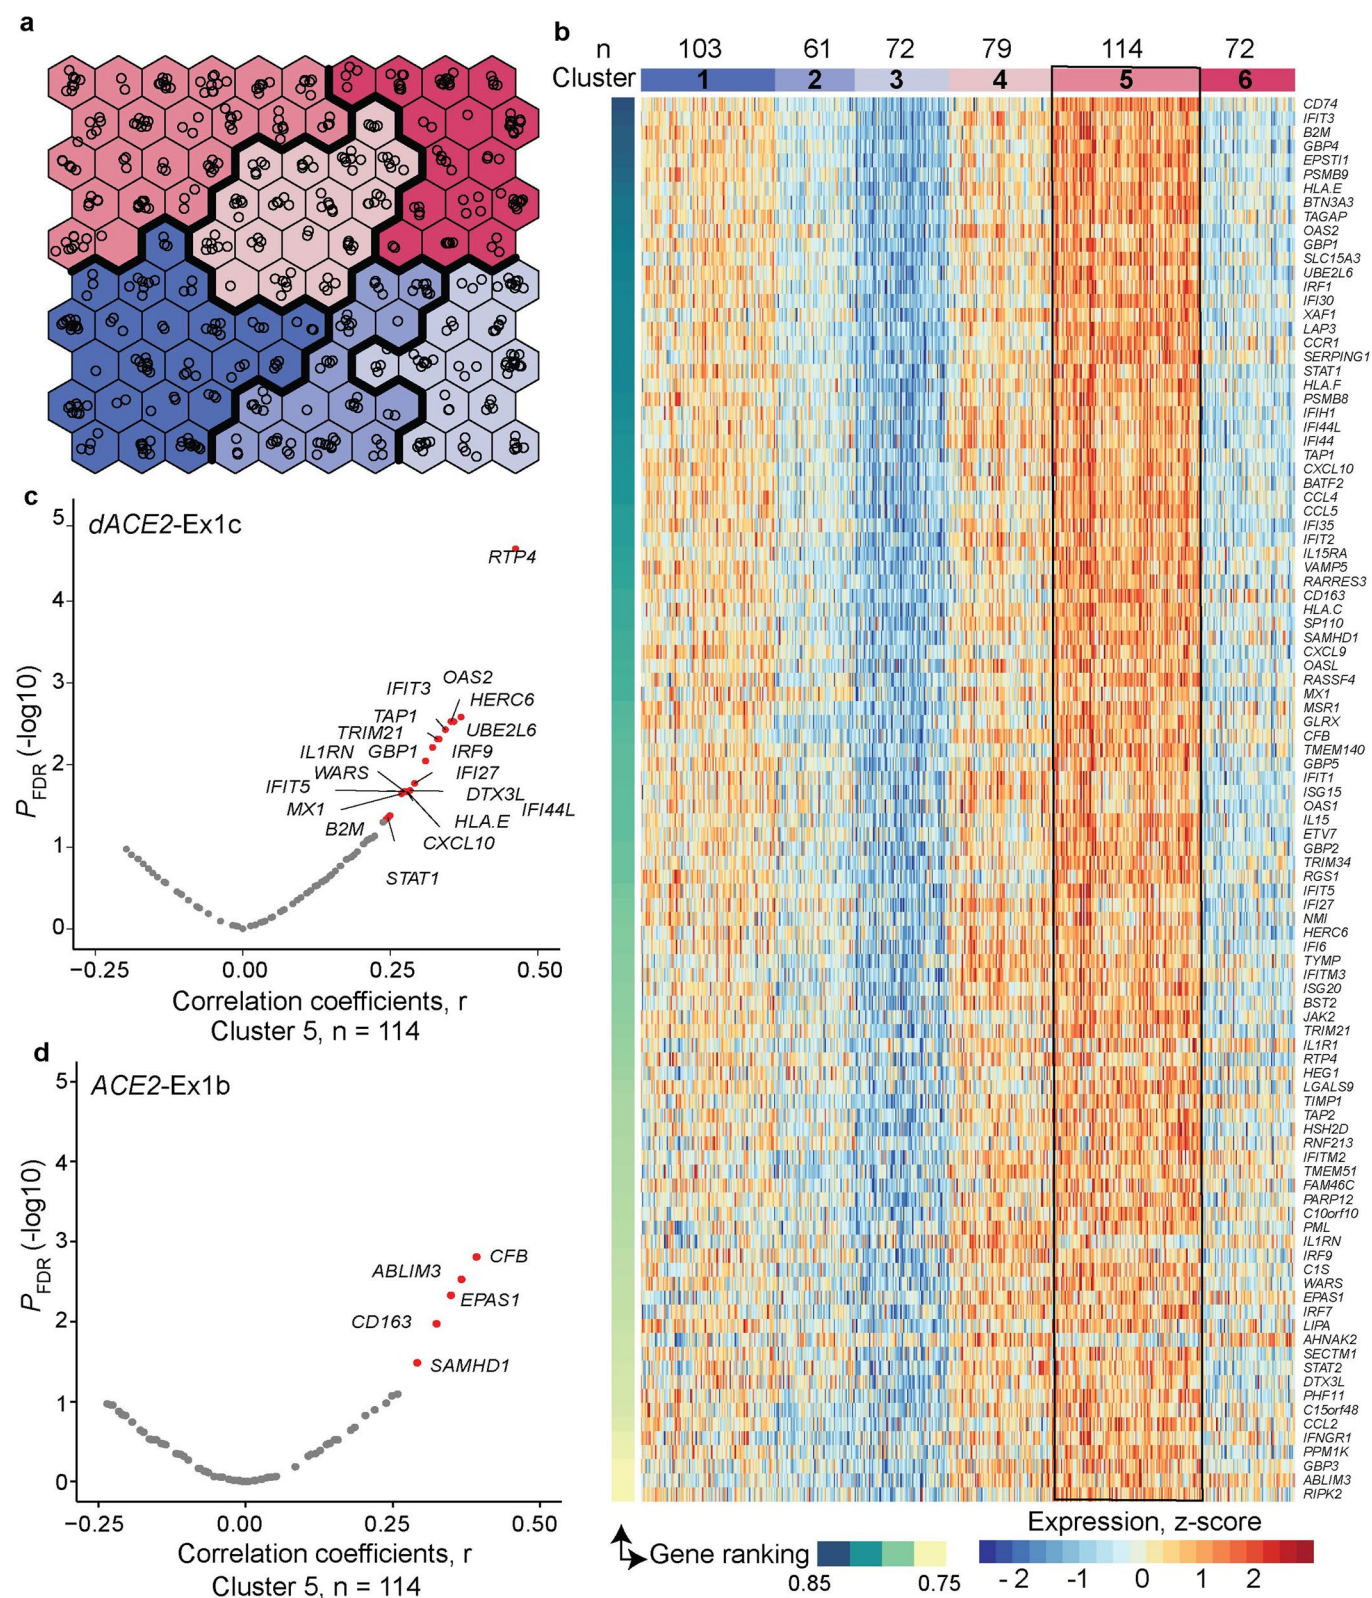 a
b
n 103 61 72 79 114 72
Cluster 1 2 3 4 5 6
CD74
IFIT3
B2M
GBP4
EPSTI1
PSMB9
HLA.E
BTN3A3
TAGAP
OAS2
GBP1
SLC15A3
UBE2L6
IRF1
IFI30
XAF1
LAP3
CCR1
SERPING1
STAT1
HLA.F
PSMB8
IFIH1
IFI44L
IFI44
TAP1
CXCL10
BATF2
CCL4
CCL5
IFI35
IFIT2
IL15RA
VAMP5
RARRES3
CD163
HLA.C
SP110
SAMHD1
CXCL9
OASL
RASSF4
MX1
MSR1
GLRX
CFB
TMEM140
GBP5
IFIT1
ISG15
OAS1
IL15
ETV7
GBP2
TRIM34
RGS1
IFIT5
IFI27
NMI
HERC6
IFI6
TYMP
IFITM3
ISG20
BST2
JAK2
TRIM21
IL1R1
RTP4
HEG1
LGALS9
TIMP1
TAP2
HSH2D
RNF213
IFITM2
TMEM51
FAM46C
PARP12
C10orf10
PML
IL1RN
IRF9
C1S
WARS
EPAS1
IRF7
LIPA
AHNAK2
SECTM1
STAT2
DTX3L
PHF11
C15orf48
CCL2
IFNGR1
PPM1K
GBP3
ABLIM3
RIPK2
Gene ranking
0.85 0.75
Expression, z-score
- 2 -1 0 1 2
c
dACE2-Ex1c
5
4
3
2
1
0
PFDR (-log10)
RTP4
OAS2
IFIT3
HERC6
TAP1
UBE2L6
TRIM21
IL1RN GBP1 IRF9
WARS IFI27
IFIT5
DTX3L
MX1
IFI44L
HLA.E
B2M
CXCL10
STAT1
−0.25 0.00 0.25 0.50
Correlation coefficients, r
Cluster 5, n = 114
d
ACE2-Ex1b
5
4
3
2
1
0
PFDR (-log10)
CFB
ABLIM3
EPAS1
CD163
SAMHD1
−0.25 0.00 0.25 0.50
Correlation coefficients, r
Cluster 5, n = 114